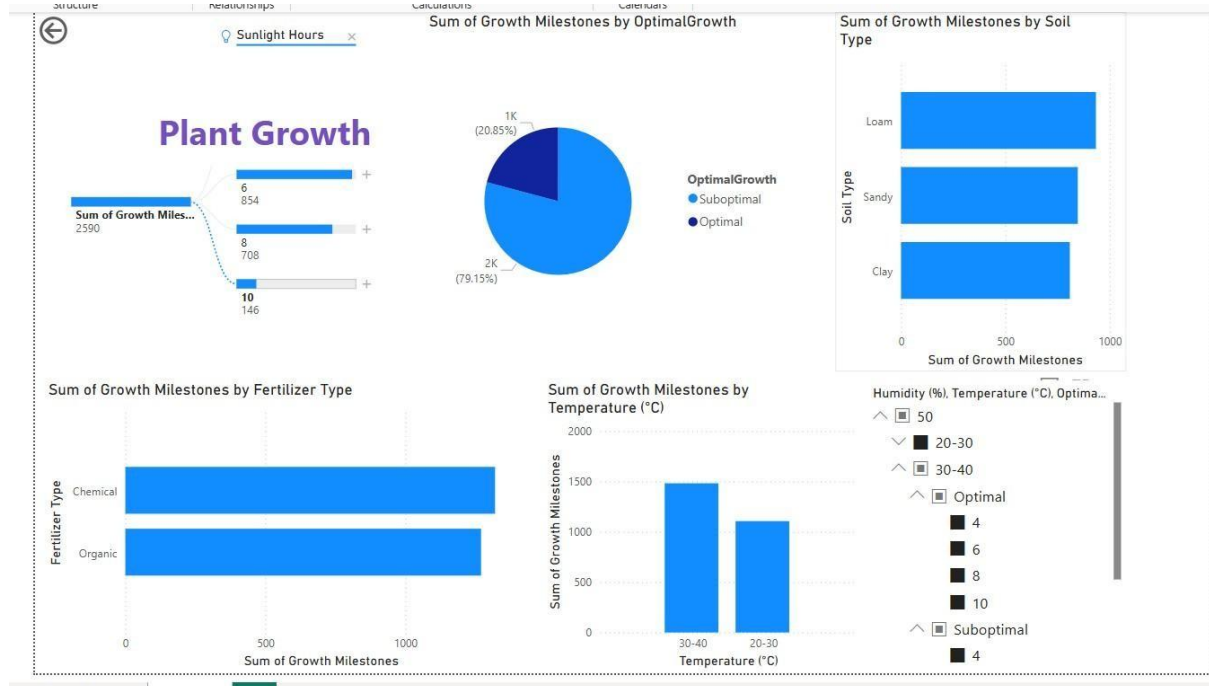 Structure
Relationships
Calculations
Calendars
Sunlight Hours
Plant Growth
Sum of Growth Miles...
2590
6
854
8
708
10
146
Sum of Growth Milestones by OptimalGrowth
1K
(20.85%)
2K
(79.15%)
OptimalGrowth
Suboptimal
Optimal
Sum of Growth Milestones by Soil
Type
Soil Type
Loam
Sandy
Clay
0 500 1000
Sum of Growth Milestones
Sum of Growth Milestones by Fertilizer Type
Fertilizer Type
Chemical
Organic
0 500 1000
Sum of Growth Milestones
Sum of Growth Milestones by
Temperature (°C)
Sum of Growth Milestones
2000
1500
1000
500
0
30-40 20-30
Temperature (°C)
Humidity (%), Temperature (°C), Optima...
50
20-30
30-40
Optimal
4
6
8
10
Suboptimal
4